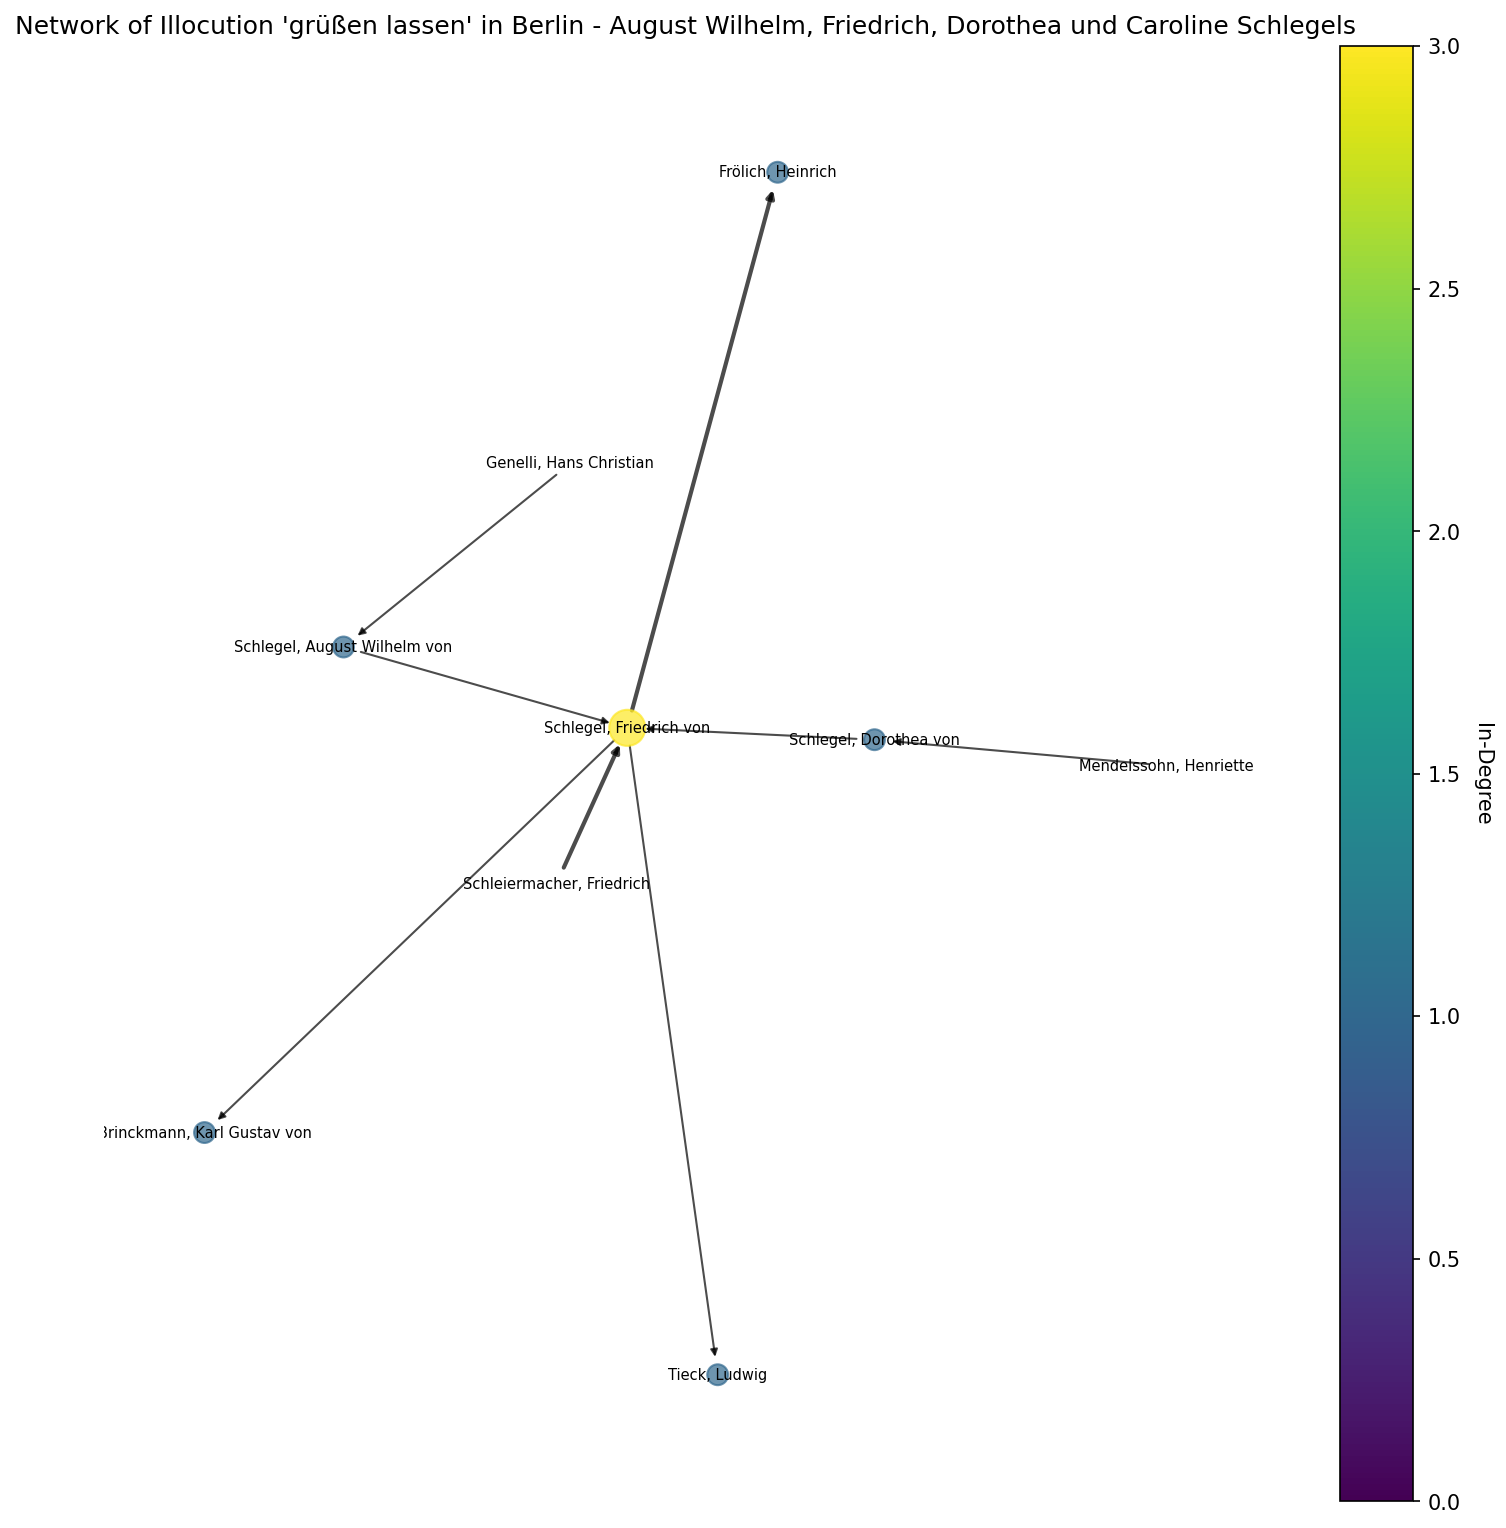 Network of Illocution 'grüßen lassen' in Berlin - August Wilhelm, Friedrich, Dorothea und Caroline Schlegels
3.0
Frölich, Heinrich
2.5
Genelli, Hans Christian
2.0
Schlegel, August Wilhelm von
Schlegel, Friedrich von
Schlegel, Dorothea von
Mendelssohn, Henriette
In-Degree
1.5
Schleiermacher, Friedrich
1.0
Karl Gustav von
0.5
Tieck, Ludwig
0.0